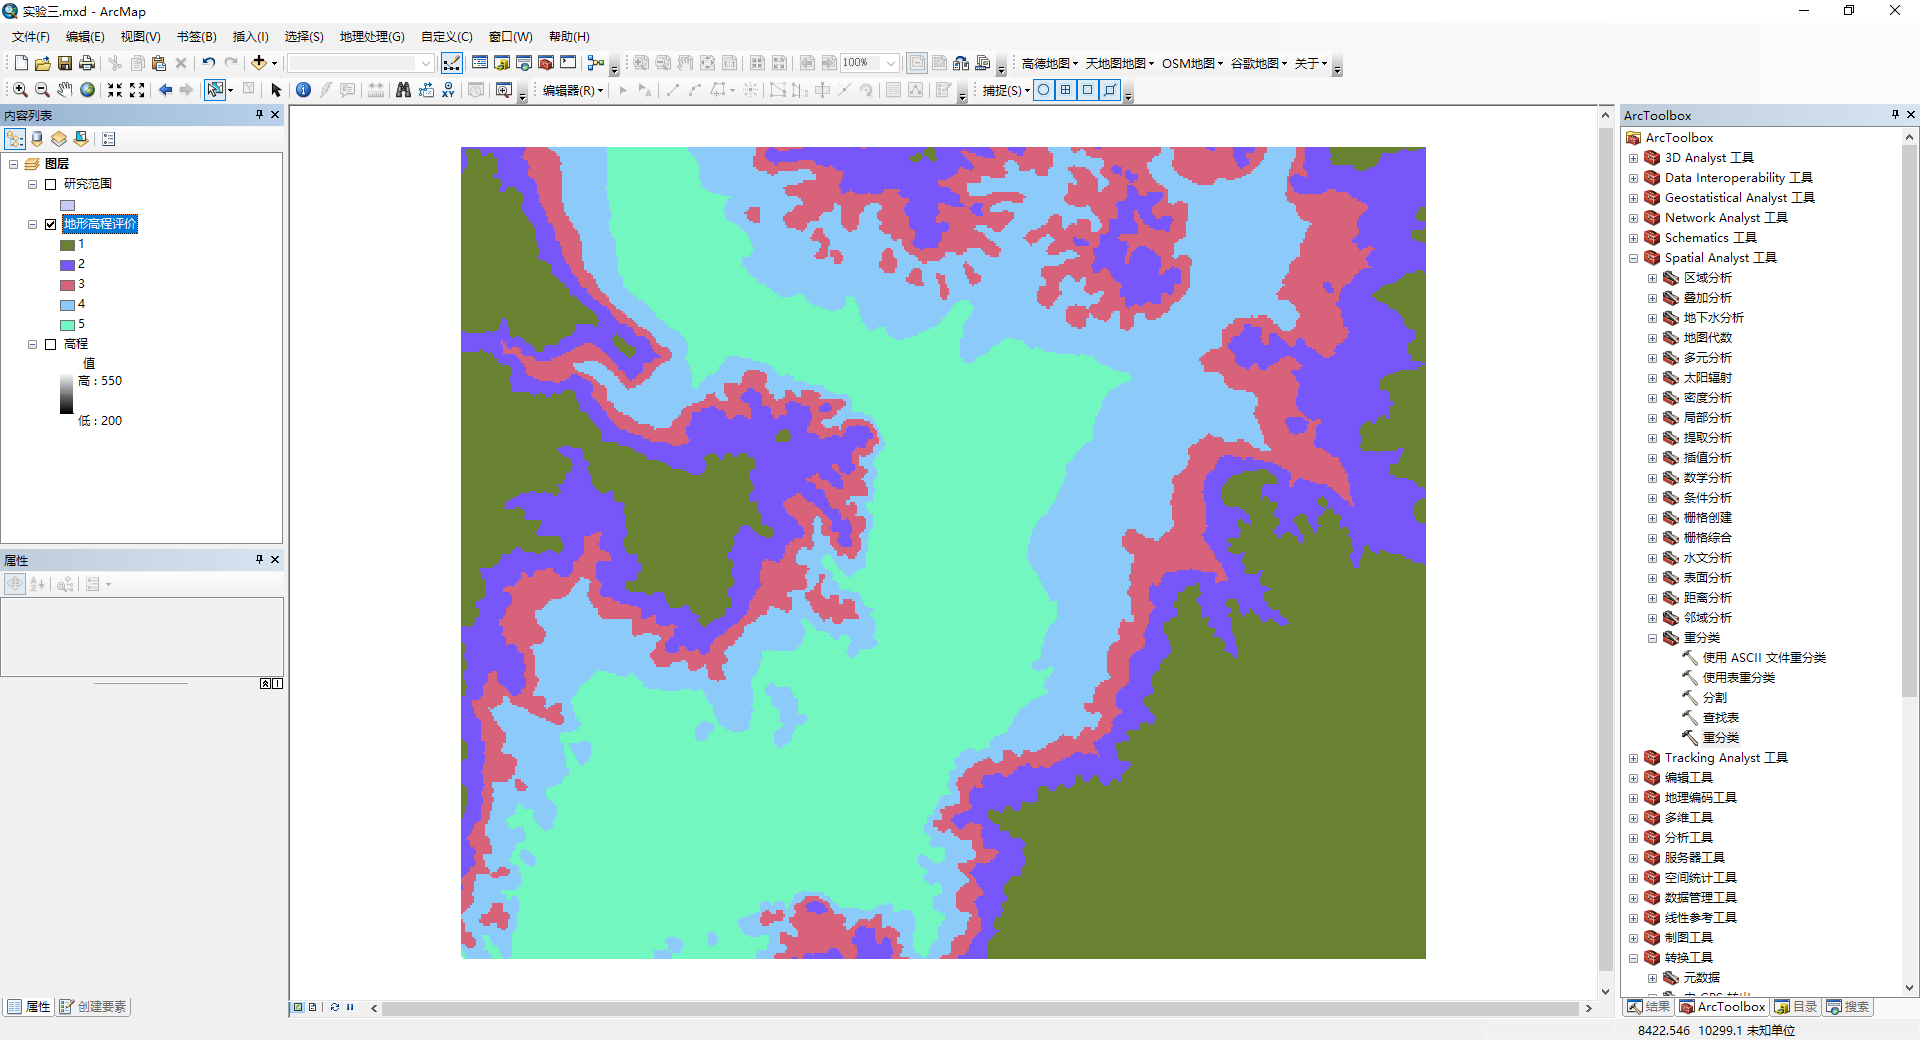 实验三.mxd - ArcMap
文件(F) 编辑(E) 视图(V) 书签(B) 插入(I) 选择(S) 地理处理(G) 自定义(C) 窗口(W) 帮助(H)
100% 高德地图 天地图地图 OSM地图 谷歌地图 关于
编辑器(R) 捕捉(S)
内容列表
图层
研究范围
地形高程评价
1
2
3
4
5
高程
值
高 : 550
低 : 200
属性
属性 创建要素
ArcToolbox
ArcToolbox
3D Analyst 工具
Data Interoperability 工具
Geostatistical Analyst 工具
Network Analyst 工具
Schematics 工具
Spatial Analyst 工具
区域分析
叠加分析
地下水分析
地图代数
多元分析
太阳辐射
密度分析
局部分析
提取分析
插值分析
数学分析
条件分析
栅格创建
栅格综合
水文分析
表面分析
距离分析
邻域分析
重分类
使用 ASCII 文件重分类
使用表重分类
分割
查找表
重分类
Tracking Analyst 工具
编辑工具
地理编码工具
多维工具
分析工具
服务器工具
空间统计工具
数据管理工具
线性参考工具
制图工具
转换工具
元数据
结果 ArcToolbox 目录 搜索
8422.546 10299.1 未知单位